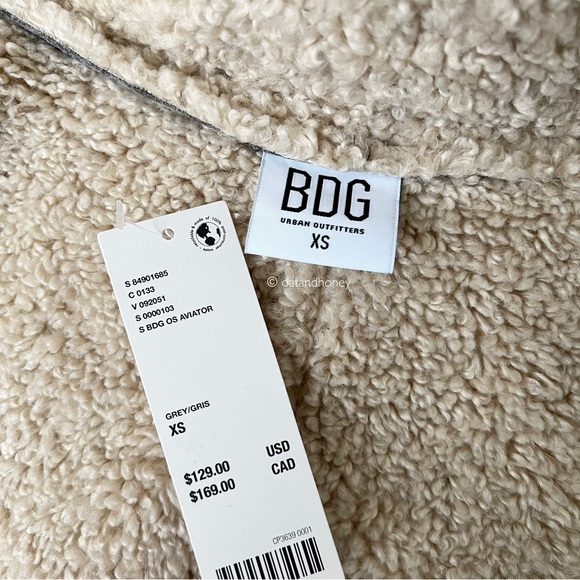 BDG
URBAN OUTFITTERS
XS
© oatandhoney
S 84901685
C 0133
V 092051
S 0000103
S BDG OS AVIATOR
GREY/GRIS
XS
$129.00 USD
$169.00 CAD
CP3639 0001